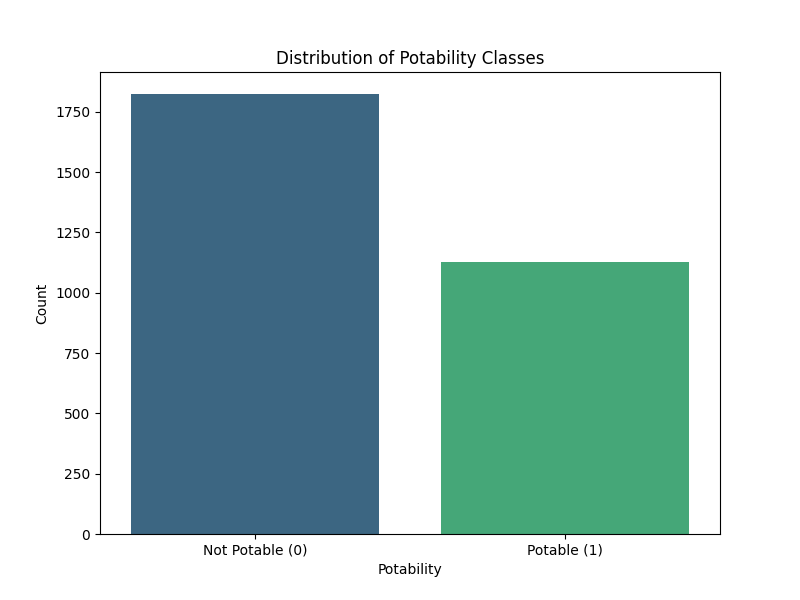 Distribution of Potability Classes
1750
1500
1250
1000
750
500
250
0
Count
Not Potable (0)
Potable (1)
Potability